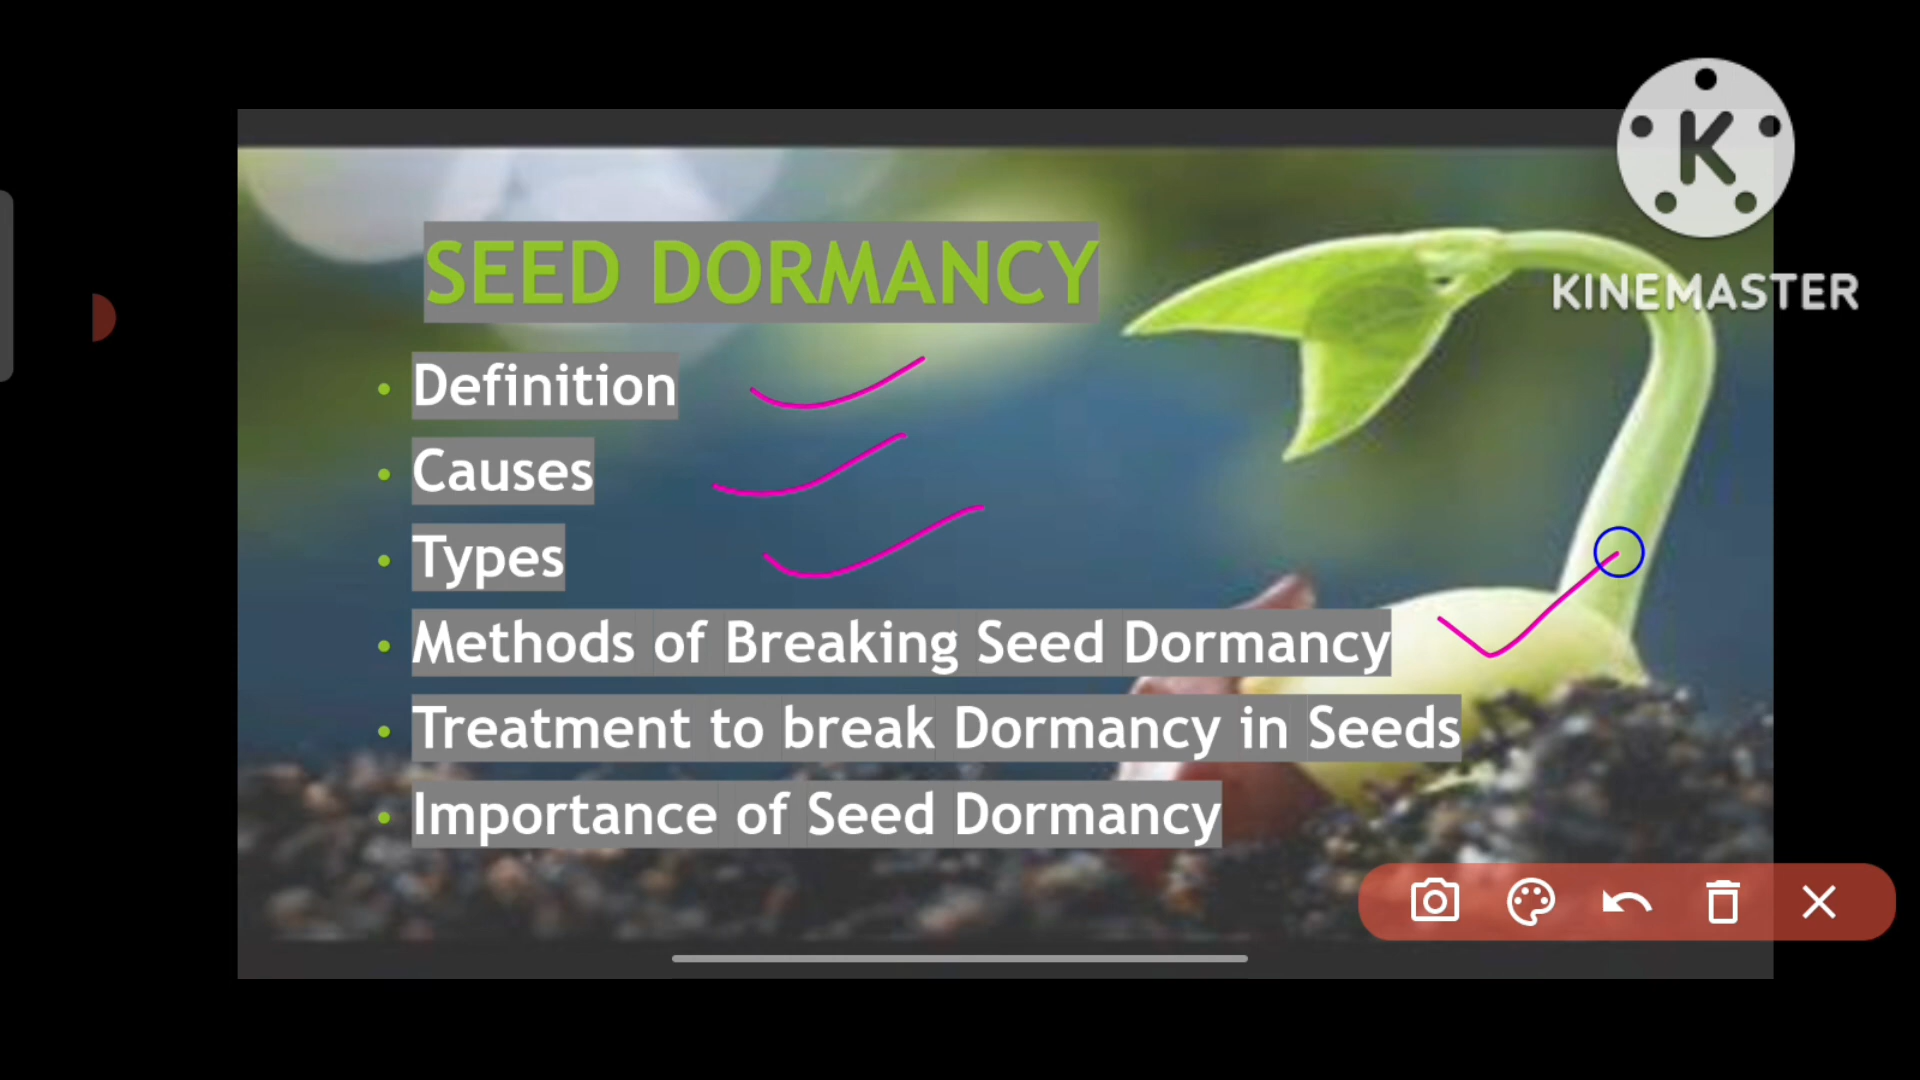 K
KINEMASTER
SEED DORMANCY
• Definition
• Causes
• Types
• Methods of Breaking Seed Dormancy
• Treatment to break Dormancy in Seeds
• Importance of Seed Dormancy